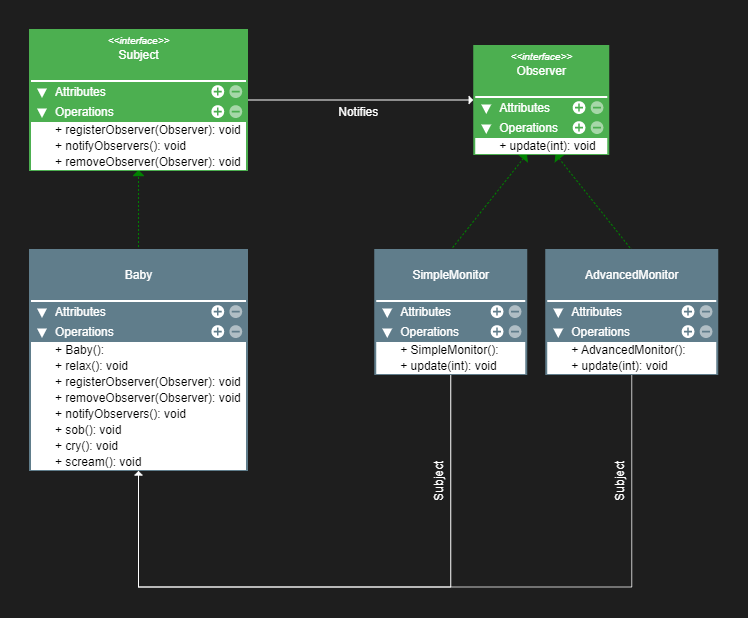 <<interface>>
Subject
Attributes
Operations
+ registerObserver(Observer): void
+ notifyObservers(): void
+ removeObserver(Observer): void
Notifies
<<interface>>
Observer
Attributes
Operations
+ update(int): void
Baby
Attributes
Operations
+ Baby():
+ relax(): void
+ registerObserver(Observer): void
+ removeObserver(Observer): void
+ notifyObservers(): void
+ sob(): void
+ cry(): void
+ scream(): void
SimpleMonitor
Attributes
Operations
+ SimpleMonitor():
+ update(int): void
AdvancedMonitor
Attributes
Operations
+ AdvancedMonitor():
+ update(int): void
Subject
Subject